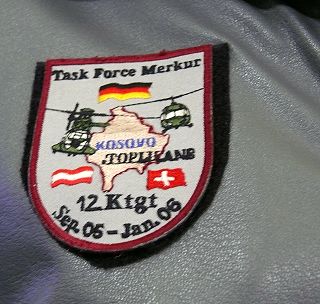 Task Force Merkur
KOSOVO
TOPLICANE
12.Ktgt
Sep. 05 - Jan. 06